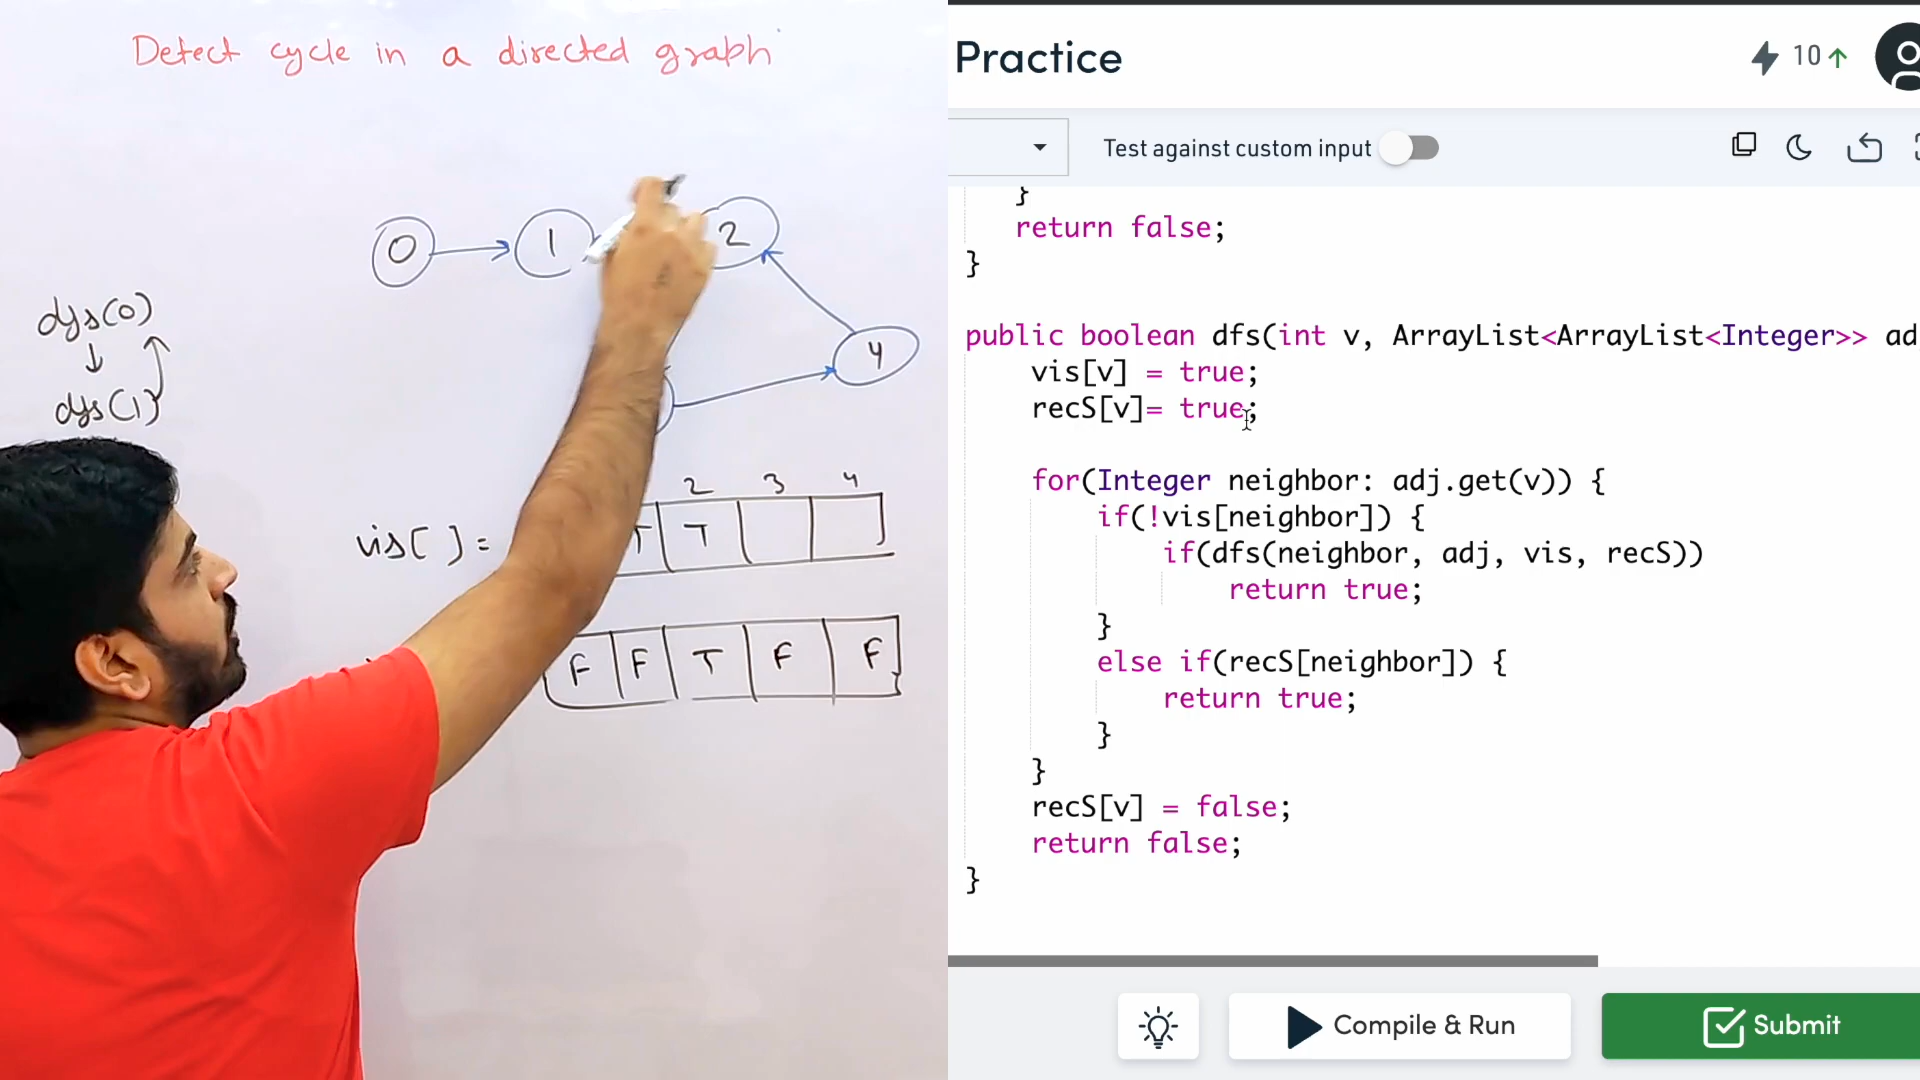 Detect cycle in a directed graph
0
1
2
4
dfs(0)
dfs(1)
2 3 4
vis[ ] =
T T
F F T F F
Practice
10
Test against custom input
}
return false;
}
public boolean dfs(int v, ArrayList<ArrayList<Integer>> ad
vis[v] = true;
recS[v]= true;
for(Integer neighbor: adj.get(v)) {
if(!vis[neighbor]) {
if(dfs(neighbor, adj, vis, recS))
return true;
}
else if(recS[neighbor]) {
return true;
}
}
recS[v] = false;
return false;
}
Compile & Run
Submit